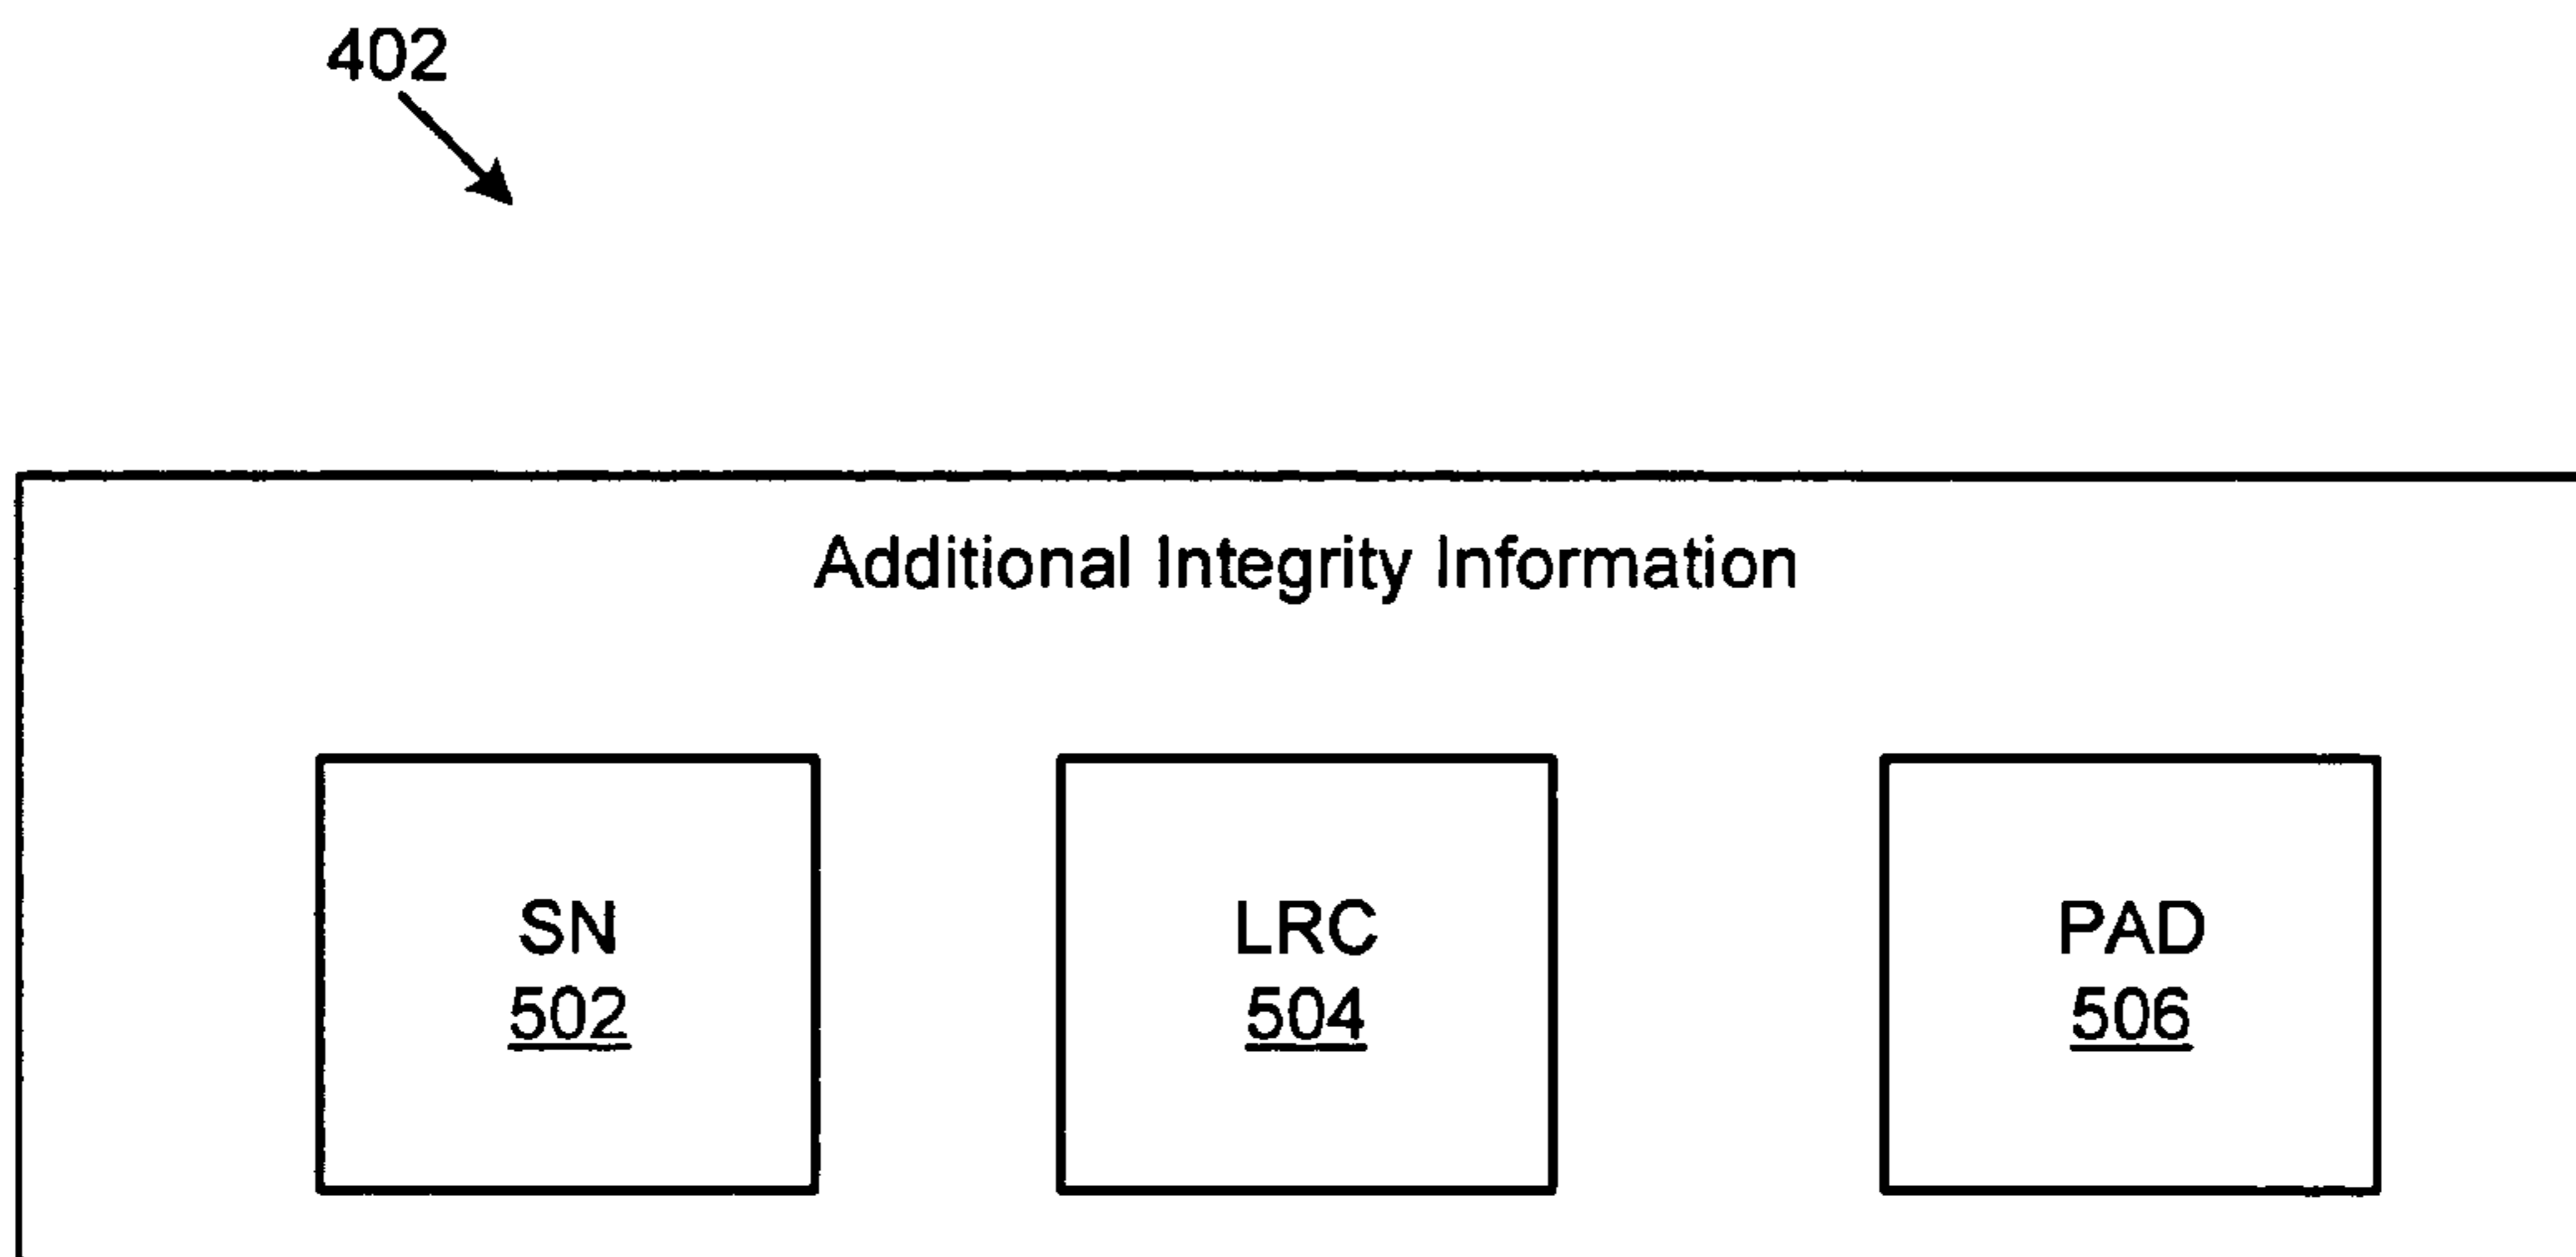 402
Additional Integrity Information
SN
502
LRC
504
PAD
506